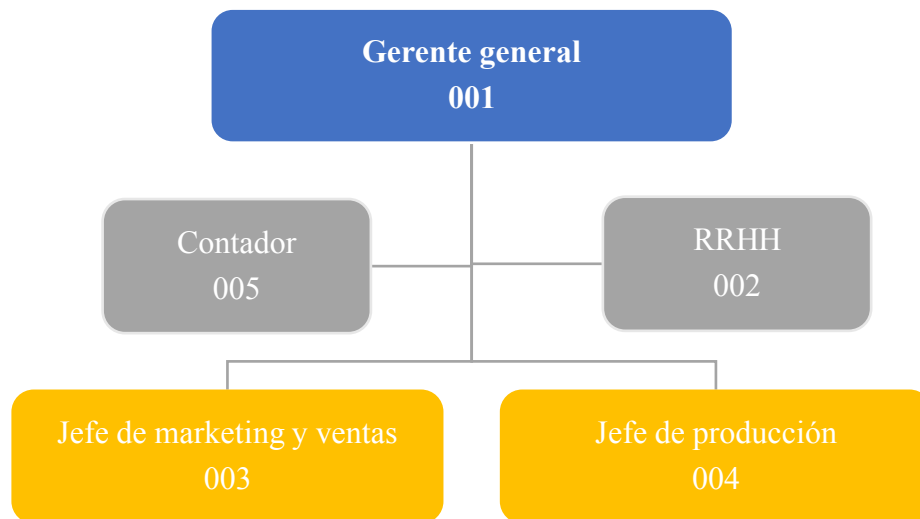 Gerente general
001
Contador
005
RRHH
002
Jefe de marketing y ventas
003
Jefe de producción
004